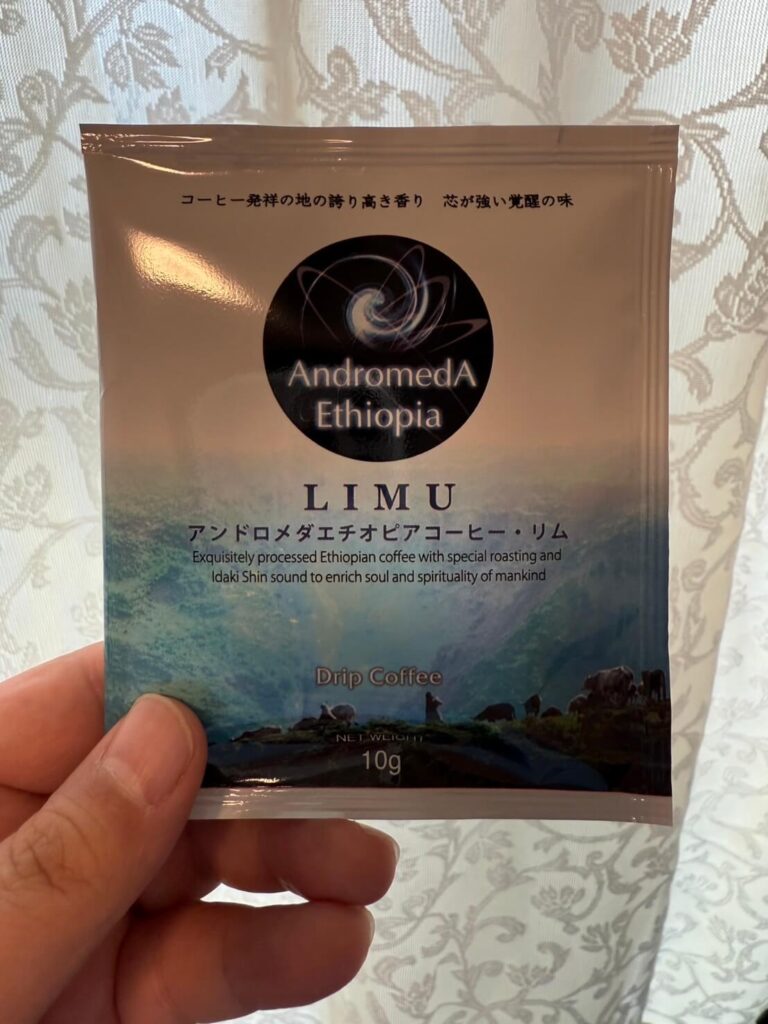 コーヒー発祥の地の誇り高き香り　芯が強い覚醒の味
AndromedA
Ethiopia
LIMU
アンドロメダエチオピアコーヒー・リム
Exquisitely processed Ethiopian coffee with special roasting and
Idaki Shin sound to enrich soul and spirituality of mankind
Drip Coffee
NET WEIGHT
10g